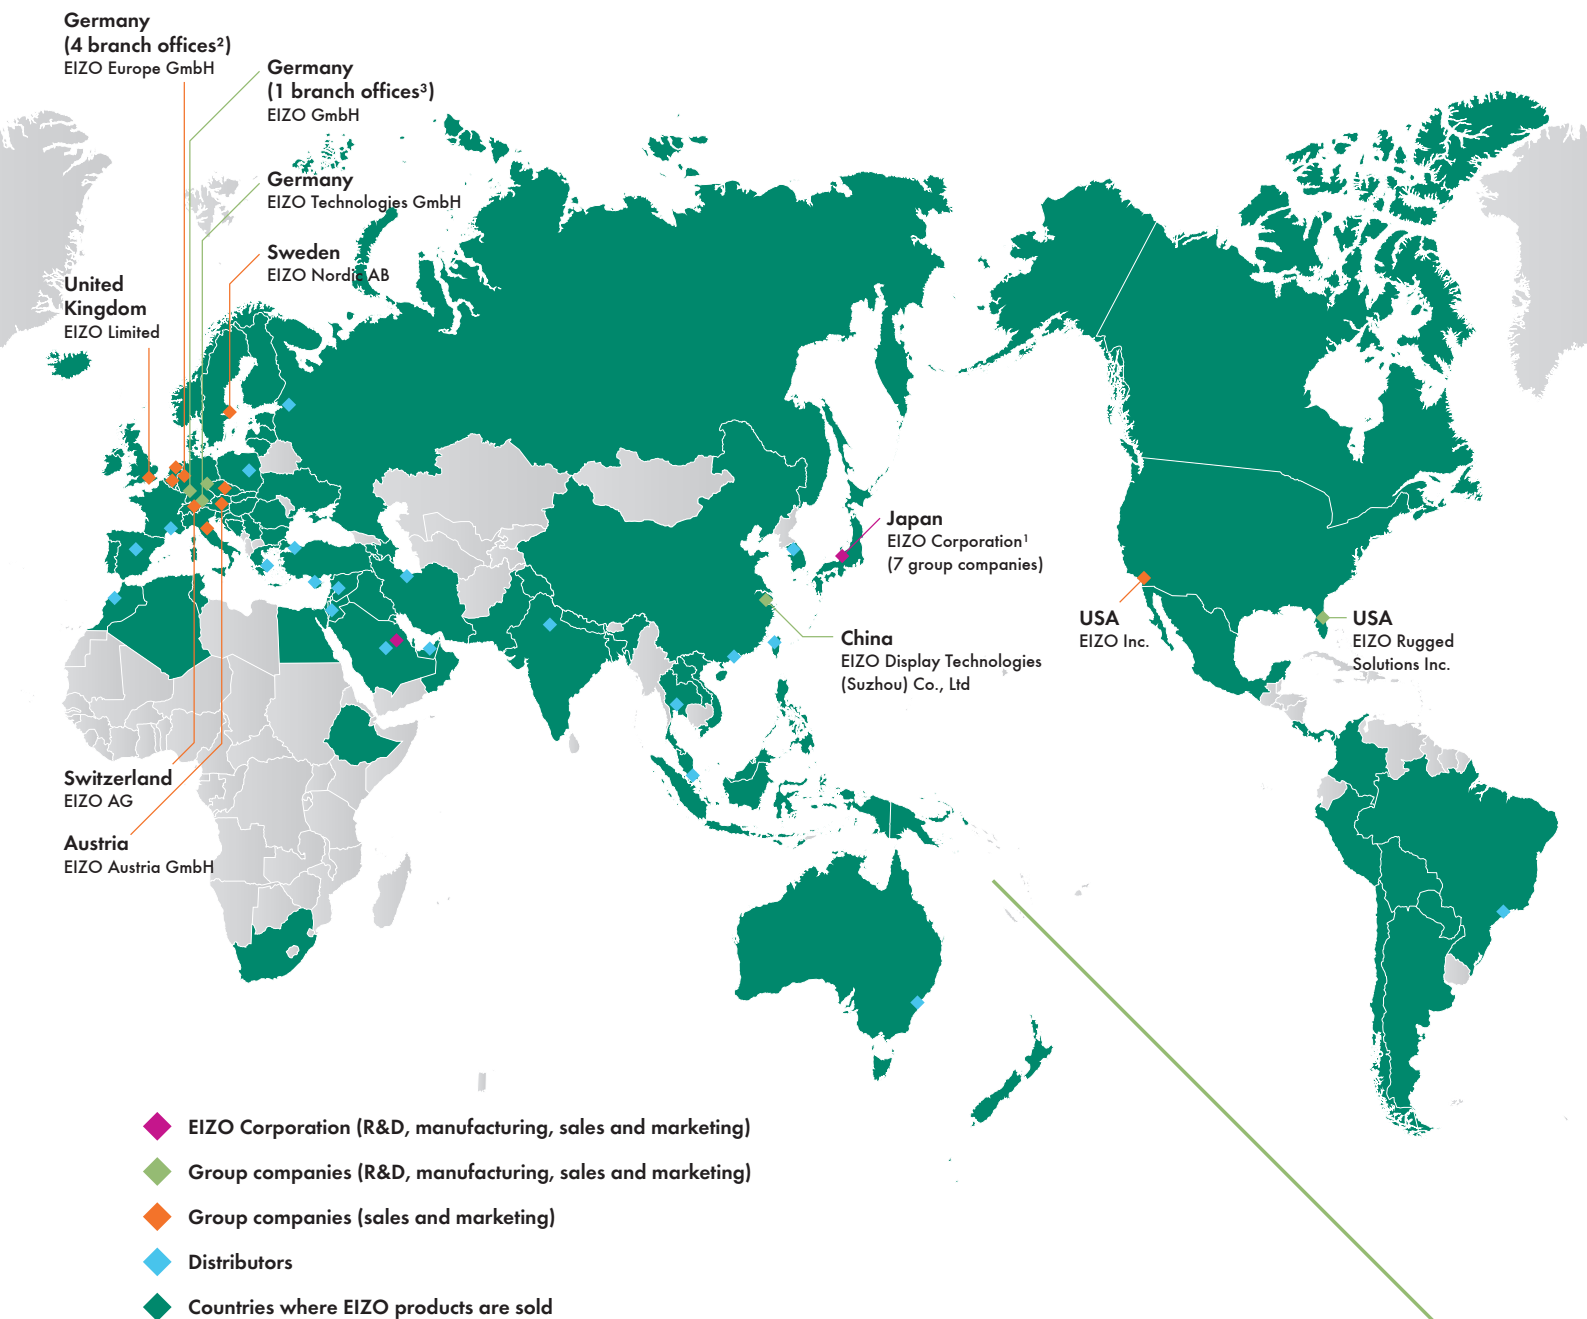 Germany
(4 branch offices²)
EIZO Europe GmbH
Germany
(1 branch offices³)
EIZO GmbH
Germany
EIZO Technologies GmbH
Sweden
EIZO Nordic AB
United
Kingdom
EIZO Limited
Japan
EIZO Corporation¹
(7 group companies)
China
EIZO Display Technologies
(Suzhou) Co., Ltd
USA
EIZO Inc.
USA
EIZO Rugged
Solutions Inc.
Switzerland
EIZO AG
Austria
EIZO Austria GmbH
EIZO Corporation (R&D, manufacturing, sales and marketing)
Group companies (R&D, manufacturing, sales and marketing)
Group companies (sales and marketing)
Distributors
Countries where EIZO products are sold